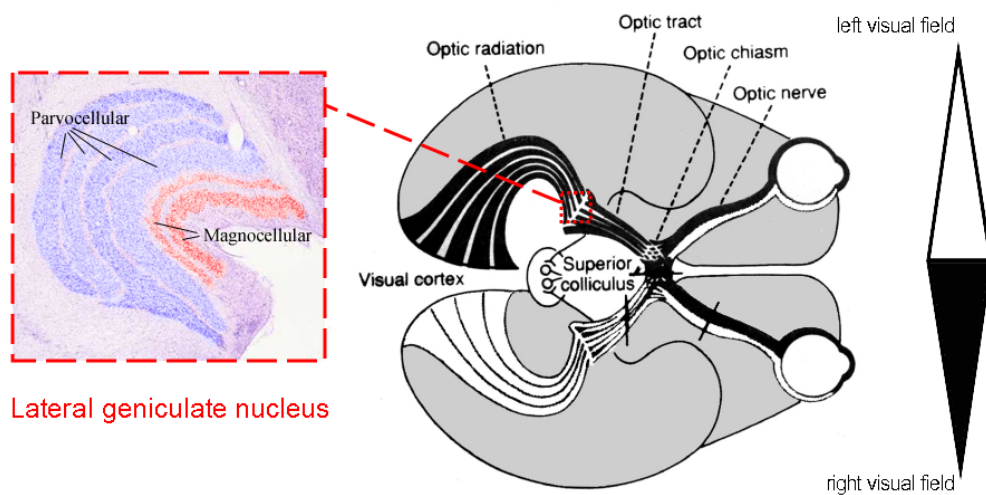 left visual field
Optic tract
Optic radiation
Optic chiasm
Optic nerve
Parvocellular
Magnocellular
Superior
colliculus
Visual cortex
Lateral geniculate nucleus
right visual field